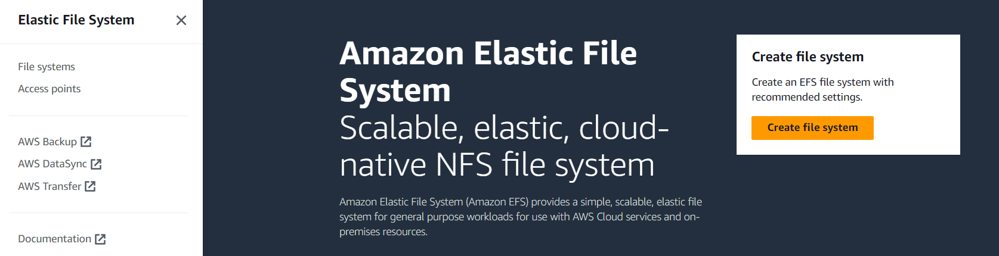 Elastic File System
File systems
Access points
AWS Backup
AWS DataSync
AWS Transfer
Documentation
Amazon Elastic File
System
Scalable, elastic, cloud-
native NFS file system
Amazon Elastic File System (Amazon EFS) provides a simple, scalable, elastic file
system for general purpose workloads for use with AWS Cloud services and on-
premises resources.
Create file system
Create an EFS file system with
recommended settings.
Create file system